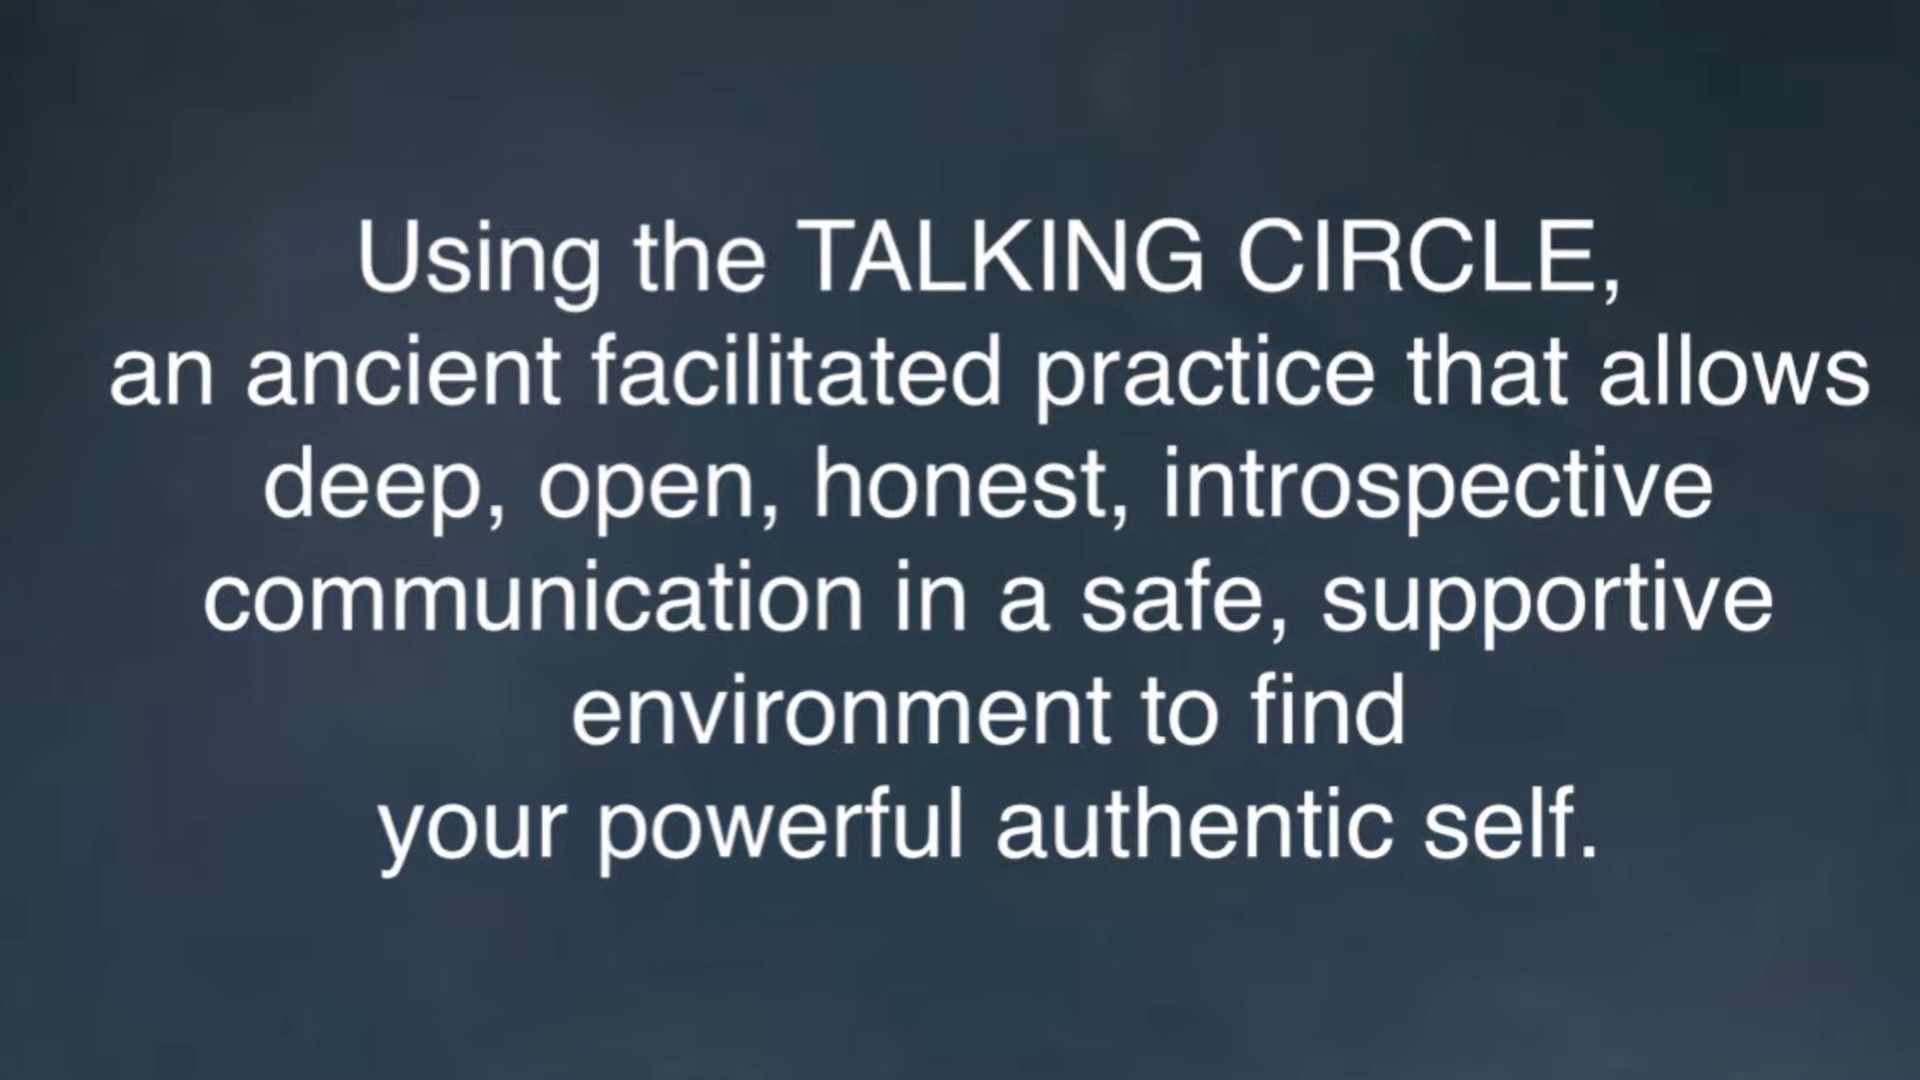 Using the TALKING CIRCLE,
an ancient facilitated practice that allows
deep, open, honest, introspective
communication in a safe, supportive
environment to find
your powerful authentic self.